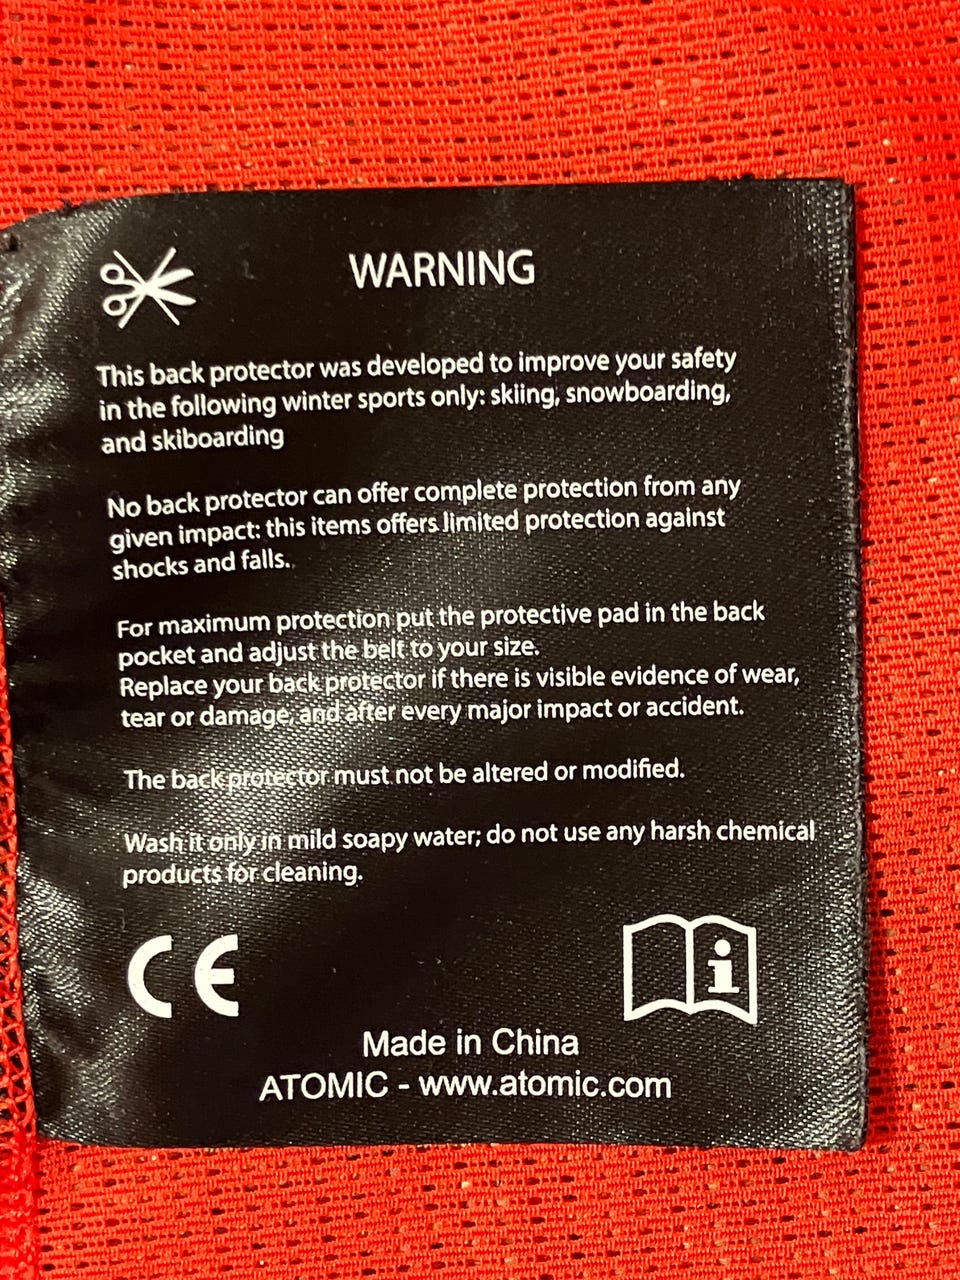 WARNING
This back protector was developed to improve your safety
in the following winter sports only: skiing, snowboarding,
and skiboarding
No back protector can offer complete protection from any
given impact: this items offers limited protection against
shocks and falls.
For maximum protection put the protective pad in the back
pocket and adjust the belt to your size.
Replace your back protector if there is visible evidence of wear,
tear or damage, and after every major impact or accident.
The back protector must not be altered or modified.
Wash it only in mild soapy water; do not use any harsh chemical
products for cleaning.
CE
i
Made in China
ATOMIC - www.atomic.com